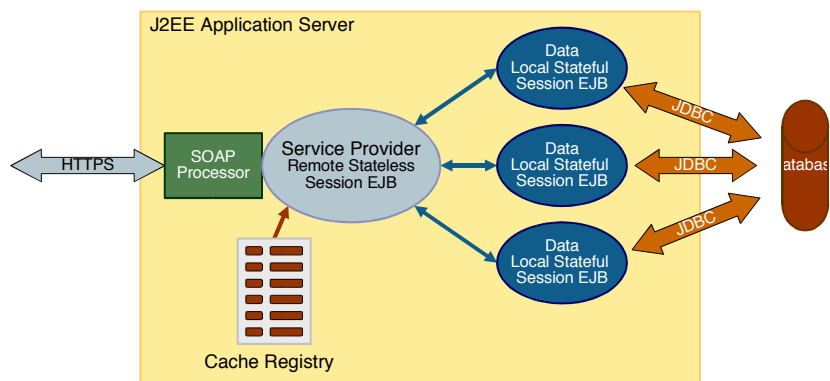 J2EE Application Server
HTTPS
SOAP
Processor
Service Provider
Remote Stateless
Session EJB
Cache Registry
Data
Local Stateful
Session EJB
Data
Local Stateful
Session EJB
Data
Local Stateful
Session EJB
JDBC
JDBC
JDBC
atabas